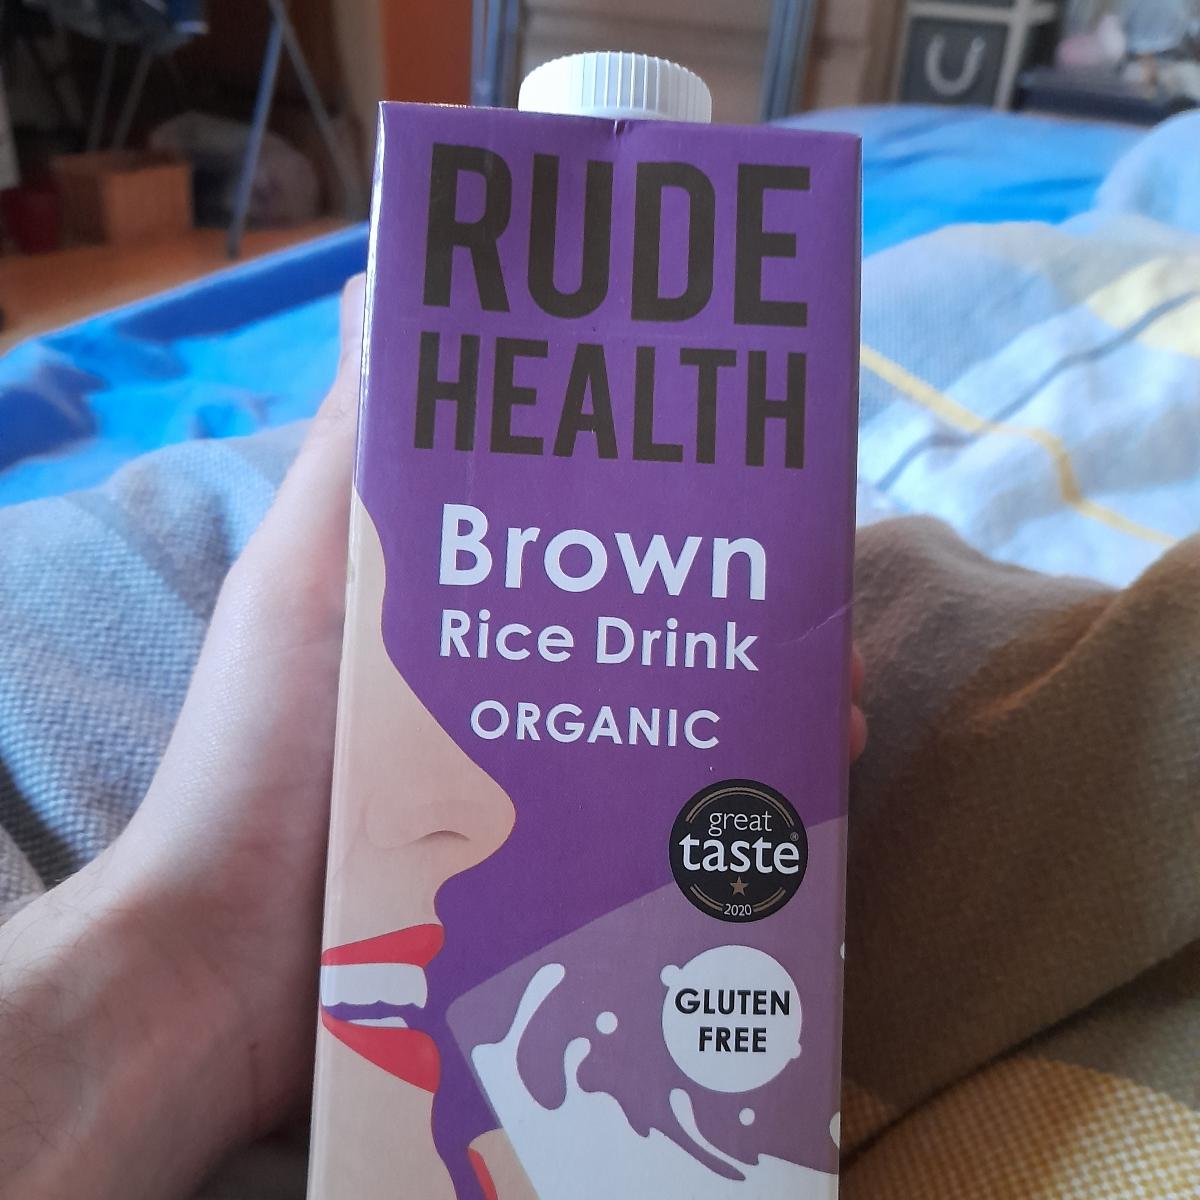 RUDE
HEALTH
Brown
Rice Drink
ORGANIC
great
taste®
2020
GLUTEN
FREE